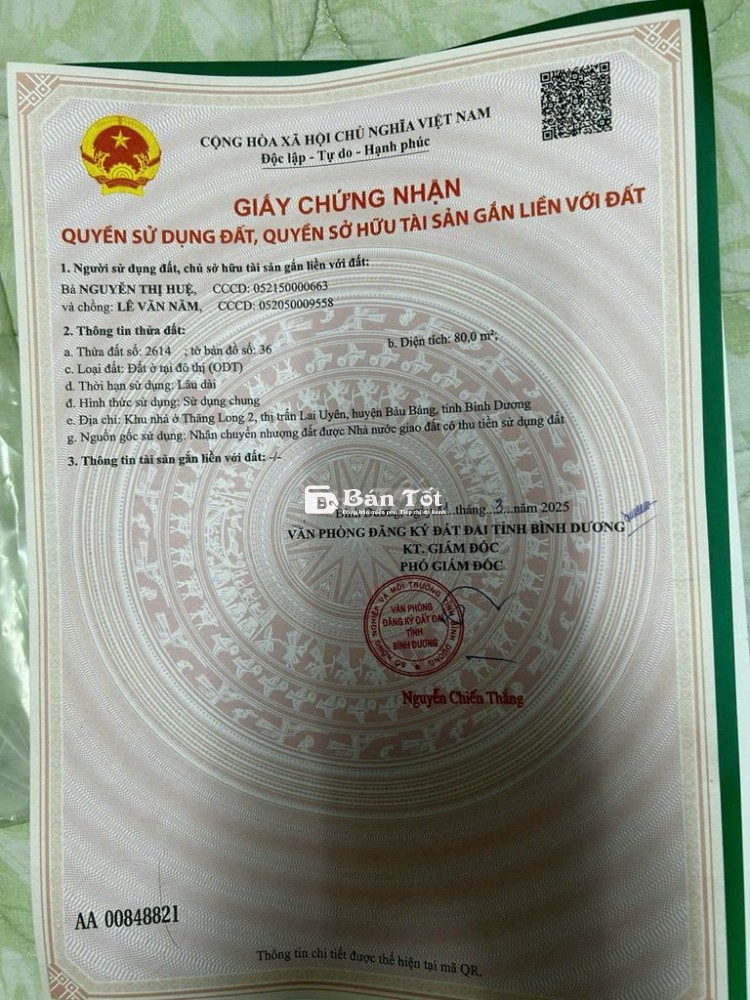 CỘNG HÒA XÃ HỘI CHỦ NGHĨA VIỆT NAM
Độc lập - Tự do - Hạnh phúc
GIẤY CHỨNG NHẬN
QUYỀN SỬ DỤNG ĐẤT, QUYỀN SỞ HỮU TÀI SẢN GẮN LIỀN VỚI ĐẤT
1. Người sử dụng đất, chủ sở hữu tài sản gắn liền với đất:
Bà NGUYỄN THỊ HUỆ, CCCD: 052150000663
và chồng: LÊ VĂN NĂM, CCCD: 052050009558
2. Thông tin thửa đất:
a. Thửa đất số: 2614 ; tờ bản đồ số: 36 b. Diện tích: 80,0 m²;
c. Loại đất: Đất ở tại đô thị (ODT)
d. Thời hạn sử dụng: Lâu dài
đ. Hình thức sử dụng: Sử dụng chung
e. Địa chỉ: Khu nhà ở Thăng Long 2, thị trấn Lai Uyên, huyện Bàu Bàng, tỉnh Bình Dương
g. Nguồn gốc sử dụng: Nhận chuyển nhượng đất được Nhà nước giao đất có thu tiền sử dụng đất
3. Thông tin tài sản gắn liền với đất: -/-
Bán Tốt
tháng 3 năm 2025
VĂN PHÒNG ĐĂNG KÝ ĐẤT ĐAI TỈNH BÌNH DƯƠNG
KT. GIÁM ĐỐC
PHÓ GIÁM ĐỐC
SỞ NÔNG NGHIỆP VÀ MÔI TRƯỜNG TỈNH BÌNH DƯƠNG
VĂN PHÒNG
ĐĂNG KÝ ĐẤT ĐAI
TỈNH
BÌNH DƯƠNG
Nguyễn Chiến Thắng
AA 00848821
Thông tin chi tiết được thể hiện tại mã QR.